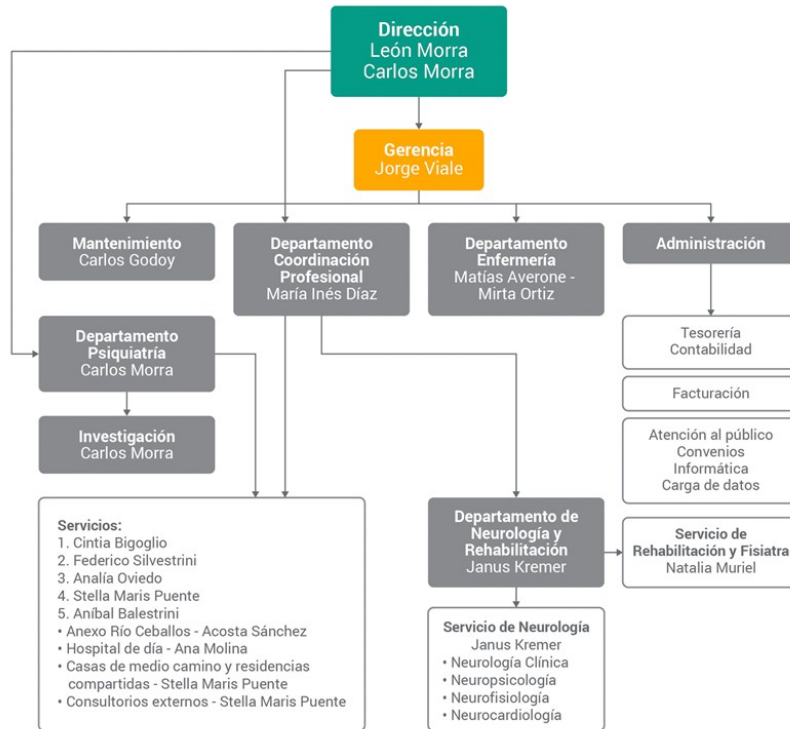 Dirección
León Morra
Carlos Morra
Gerencia
Jorge Viale
Mantenimiento
Carlos Godoy
Departamento
Coordinación
Profesional
María Inés Díaz
Departamento
Enfermería
Matías Averone -
Mirta Ortiz
Administración
Tesorería
Contabilidad
Facturación
Atención al público
Convenios
Informática
Carga de datos
Departamento
Psiquiatría
Carlos Morra
Investigación
Carlos Morra
Servicios:
1. Cintia Bigoglio
2. Federico Silvestrini
3. Analía Oviedo
4. Stella Maris Puente
5. Aníbal Balestrini
• Anexo Río Ceballos - Acosta Sánchez
• Hospital de día - Ana Molina
• Casas de medio camino y residencias
compartidas - Stella Maris Puente
• Consultorios externos - Stella Maris Puente
Departamento de
Neurología y
Rehabilitación
Janus Kremer
Servicio de
Rehabilitación y Fisiatra
Natalia Muriel
Servicio de Neurología
Janus Kremer
• Neurología Clínica
• Neuropsicología
• Neurofisiología
• Neurocardiología